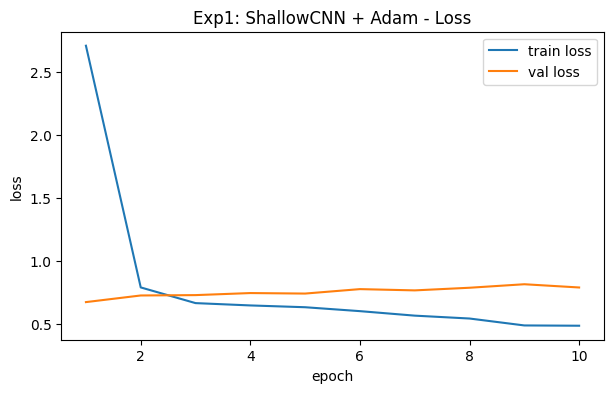 Exp1: ShallowCNN + Adam - Loss
train loss
val loss
2.5
2.0
1.5
1.0
0.5
loss
2 4 6 8 10
epoch